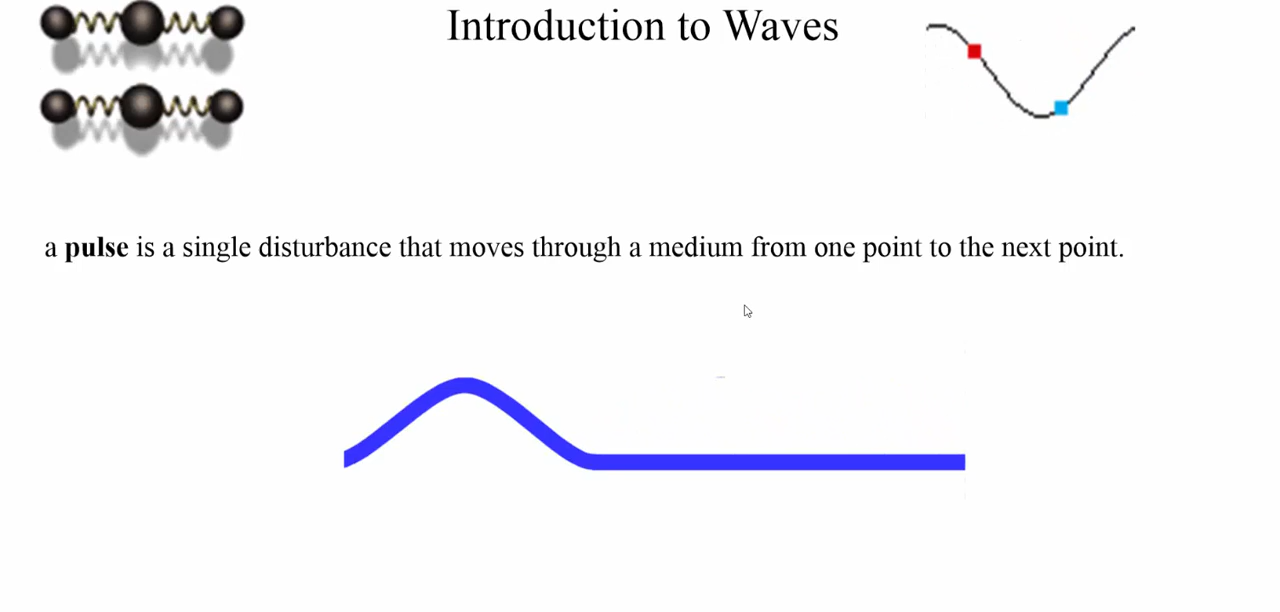 Introduction to Waves
a pulse is a single disturbance that moves through a medium from one point to the next point.